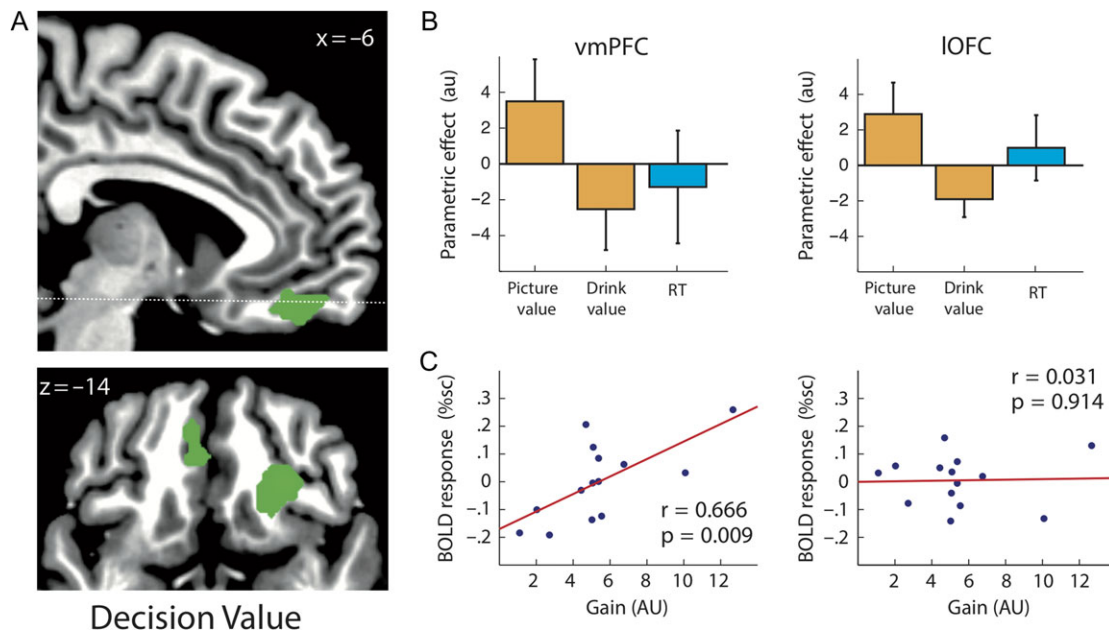 A
x=–6
z=–14
Decision Value
B
vmPFC
Parametric effect (au)
4
2
0
–2
–4
Picture value
Drink value
RT
lOFC
Parametric effect (au)
4
2
0
–2
–4
Picture value
Drink value
RT
C
BOLD response (%sc)
.3
.2
.1
0
–.1
–.2
r = 0.666
p = 0.009
2 4 6 8 10 12
Gain (AU)
BOLD response (%sc)
.3
.2
.1
0
–.1
–.2
r = 0.031
p = 0.914
2 4 6 8 10 12
Gain (AU)